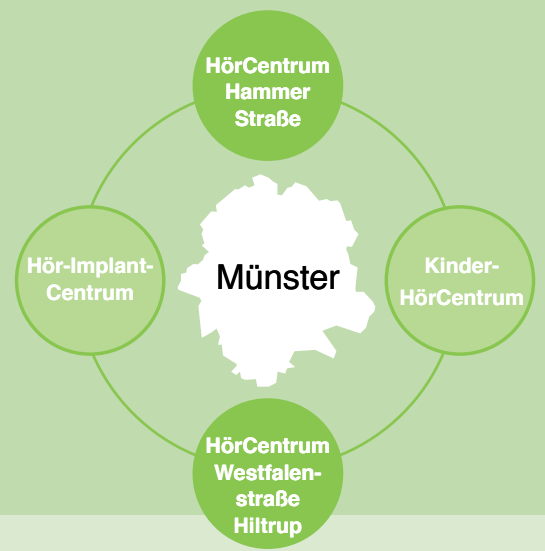 HörCentrum
Hammer
Straße
Hör-Implant-
Centrum
Münster
Kinder-
HörCentrum
HörCentrum
Westfalen-
straße
Hiltrup